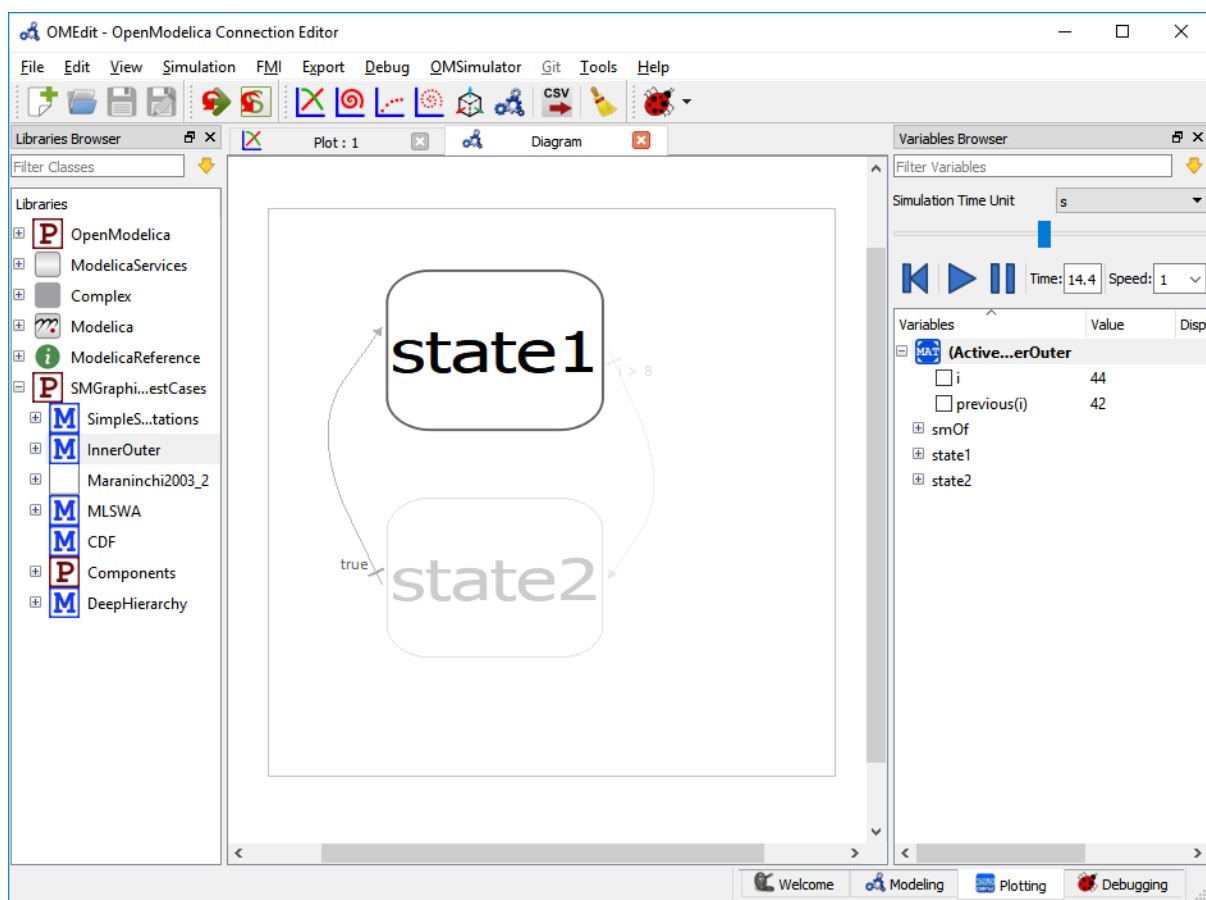 OMEdit - OpenModelica Connection Editor
File Edit View Simulation FMI Export Debug OMSimulator Git Tools Help
CSV
Libraries Browser
Filter Classes
Libraries
P OpenModelica
ModelicaServices
Complex
Modelica
i ModelicaReference
P SMGraphi...estCases
M SimpleS...tations
M InnerOuter
Maraninchi2003_2
M MLSWA
M CDF
P Components
M DeepHierarchy
Plot : 1
Diagram
state1
i > 8
true
state2
Variables Browser
Filter Variables
Simulation Time Unit s
Time: 14.4 Speed: 1
Variables Value Disp
MAT (Active...erOuter
i 44
previous(i) 42
smOf
state1
state2
Welcome Modeling Plotting Debugging